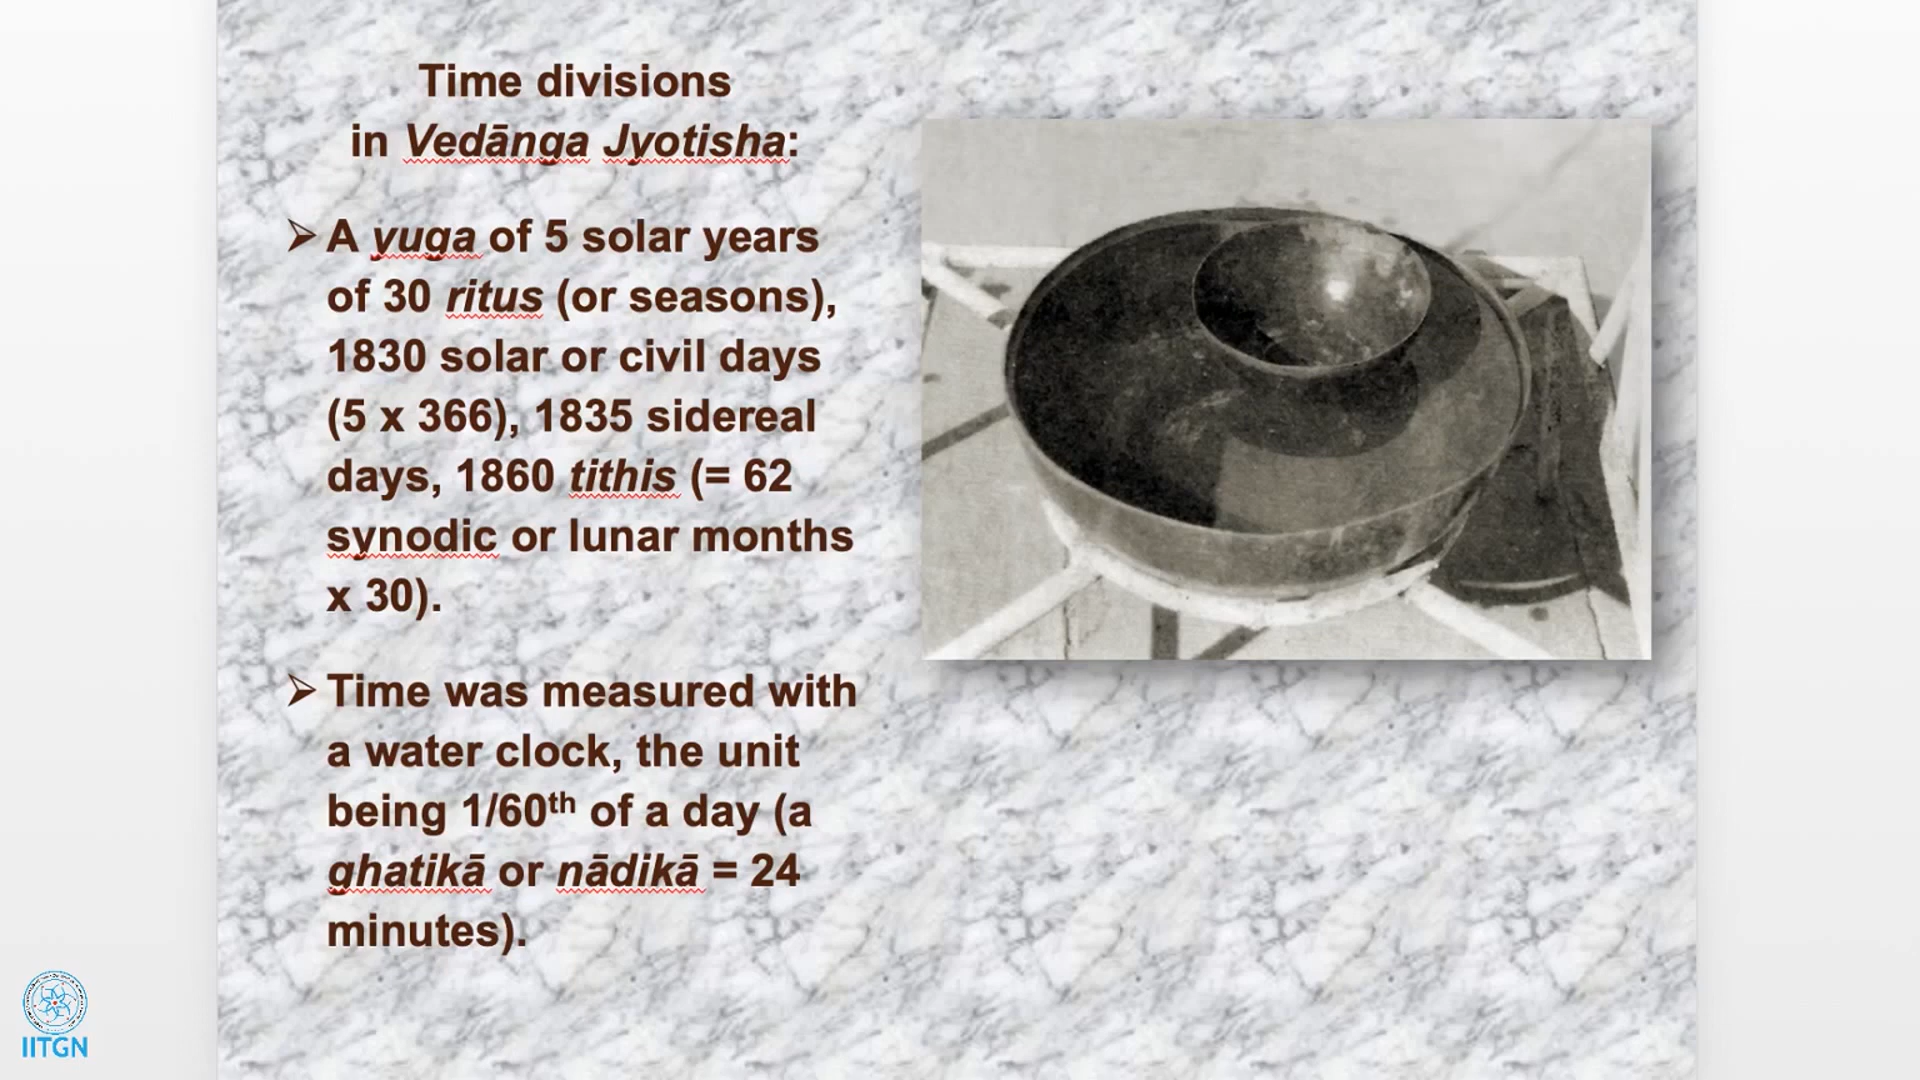 Time divisions
in Vedānga Jyotisha:
➢ A yuga of 5 solar years
of 30 ritus (or seasons),
1830 solar or civil days
(5 x 366), 1835 sidereal
days, 1860 tithis (= 62
synodic or lunar months
x 30).
➢ Time was measured with
a water clock, the unit
being 1/60th of a day (a
ghatikā or nādikā = 24
minutes).
IITGN